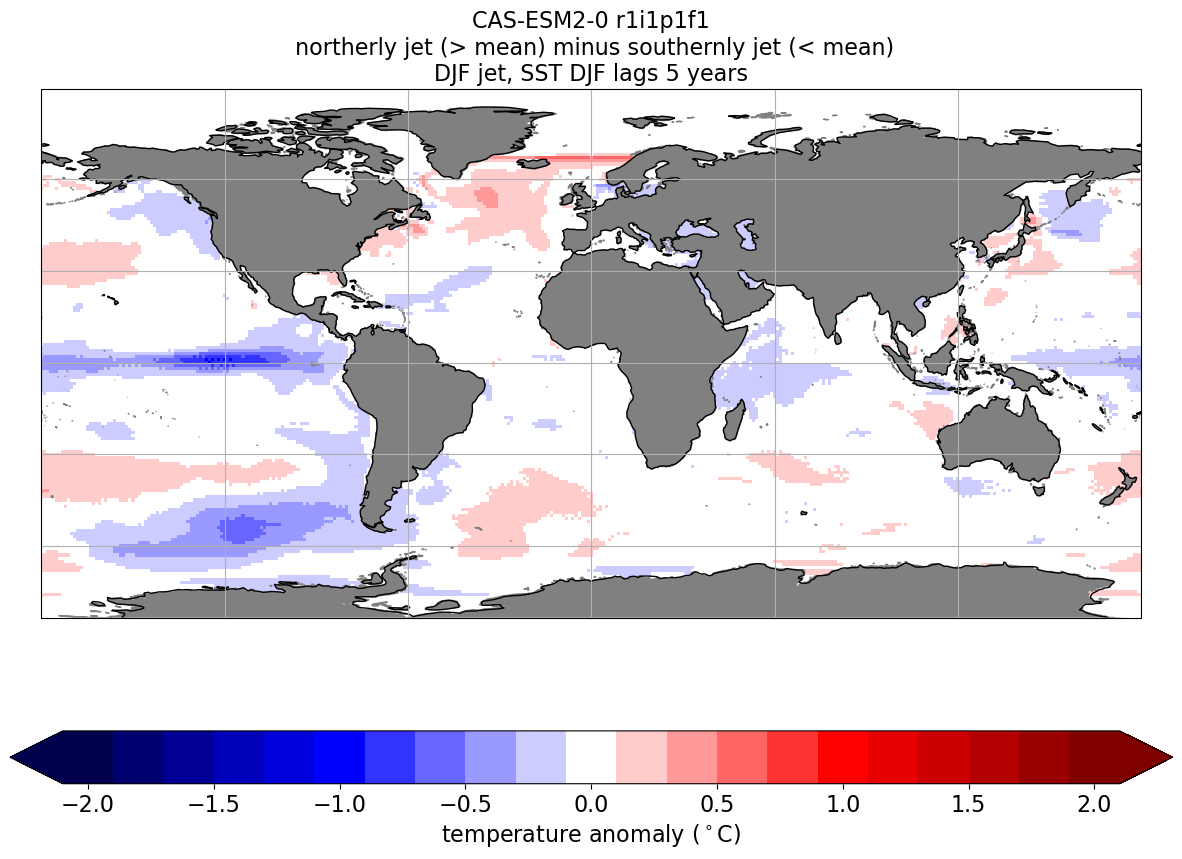 CAS-ESM2-0 r1i1p1f1
northerly jet (> mean) minus southernly jet (< mean)
DJF jet, SST DJF lags 5 years
−2.0 −1.5 −1.0 −0.5 0.0 0.5 1.0 1.5 2.0
temperature anomaly (°C)